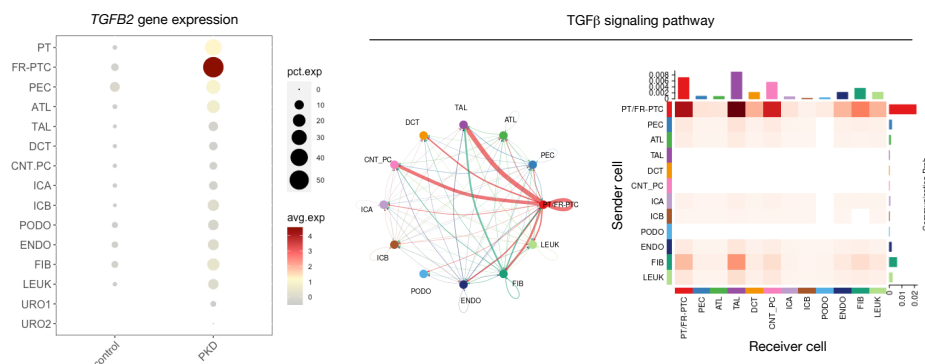 TGFB2 gene expression
PT
FR-PTC
PEC
ATL
TAL
DCT
CNT.PC
ICA
ICB
PODO
ENDO
FIB
LEUK
URO1
URO2
PKD
pct.exp
0
10
20
30
40
50
avg.exp
4
3
2
1
0
TGFβ signaling pathway
TAL
ATL
PEC
PT/FR-PTC
LEUK
FIB
ENDO
PODO
ICB
ICA
CNT_PC
DCT
0.008
0.006
0.004
0.002
0
Sender cell
PT/FR-PTC
PEC
ATL
TAL
DCT
CNT_PC
ICA
ICB
PODO
ENDO
FIB
LEUK
0
0.01
0.02
PT/FR-PTC
PEC
ATL
TAL
DCT
CNT_PC
ICA
ICB
PODO
ENDO
FIB
LEUK
Receiver cell